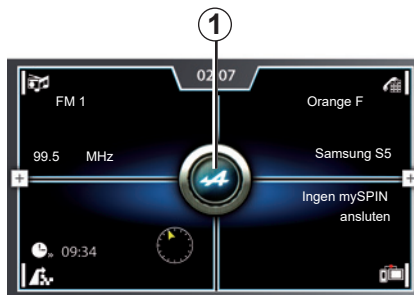 1
02:07
FM 1
Orange F
99.5 MHz
Samsung S5
Ingen mySPIN
ansluten
09:34